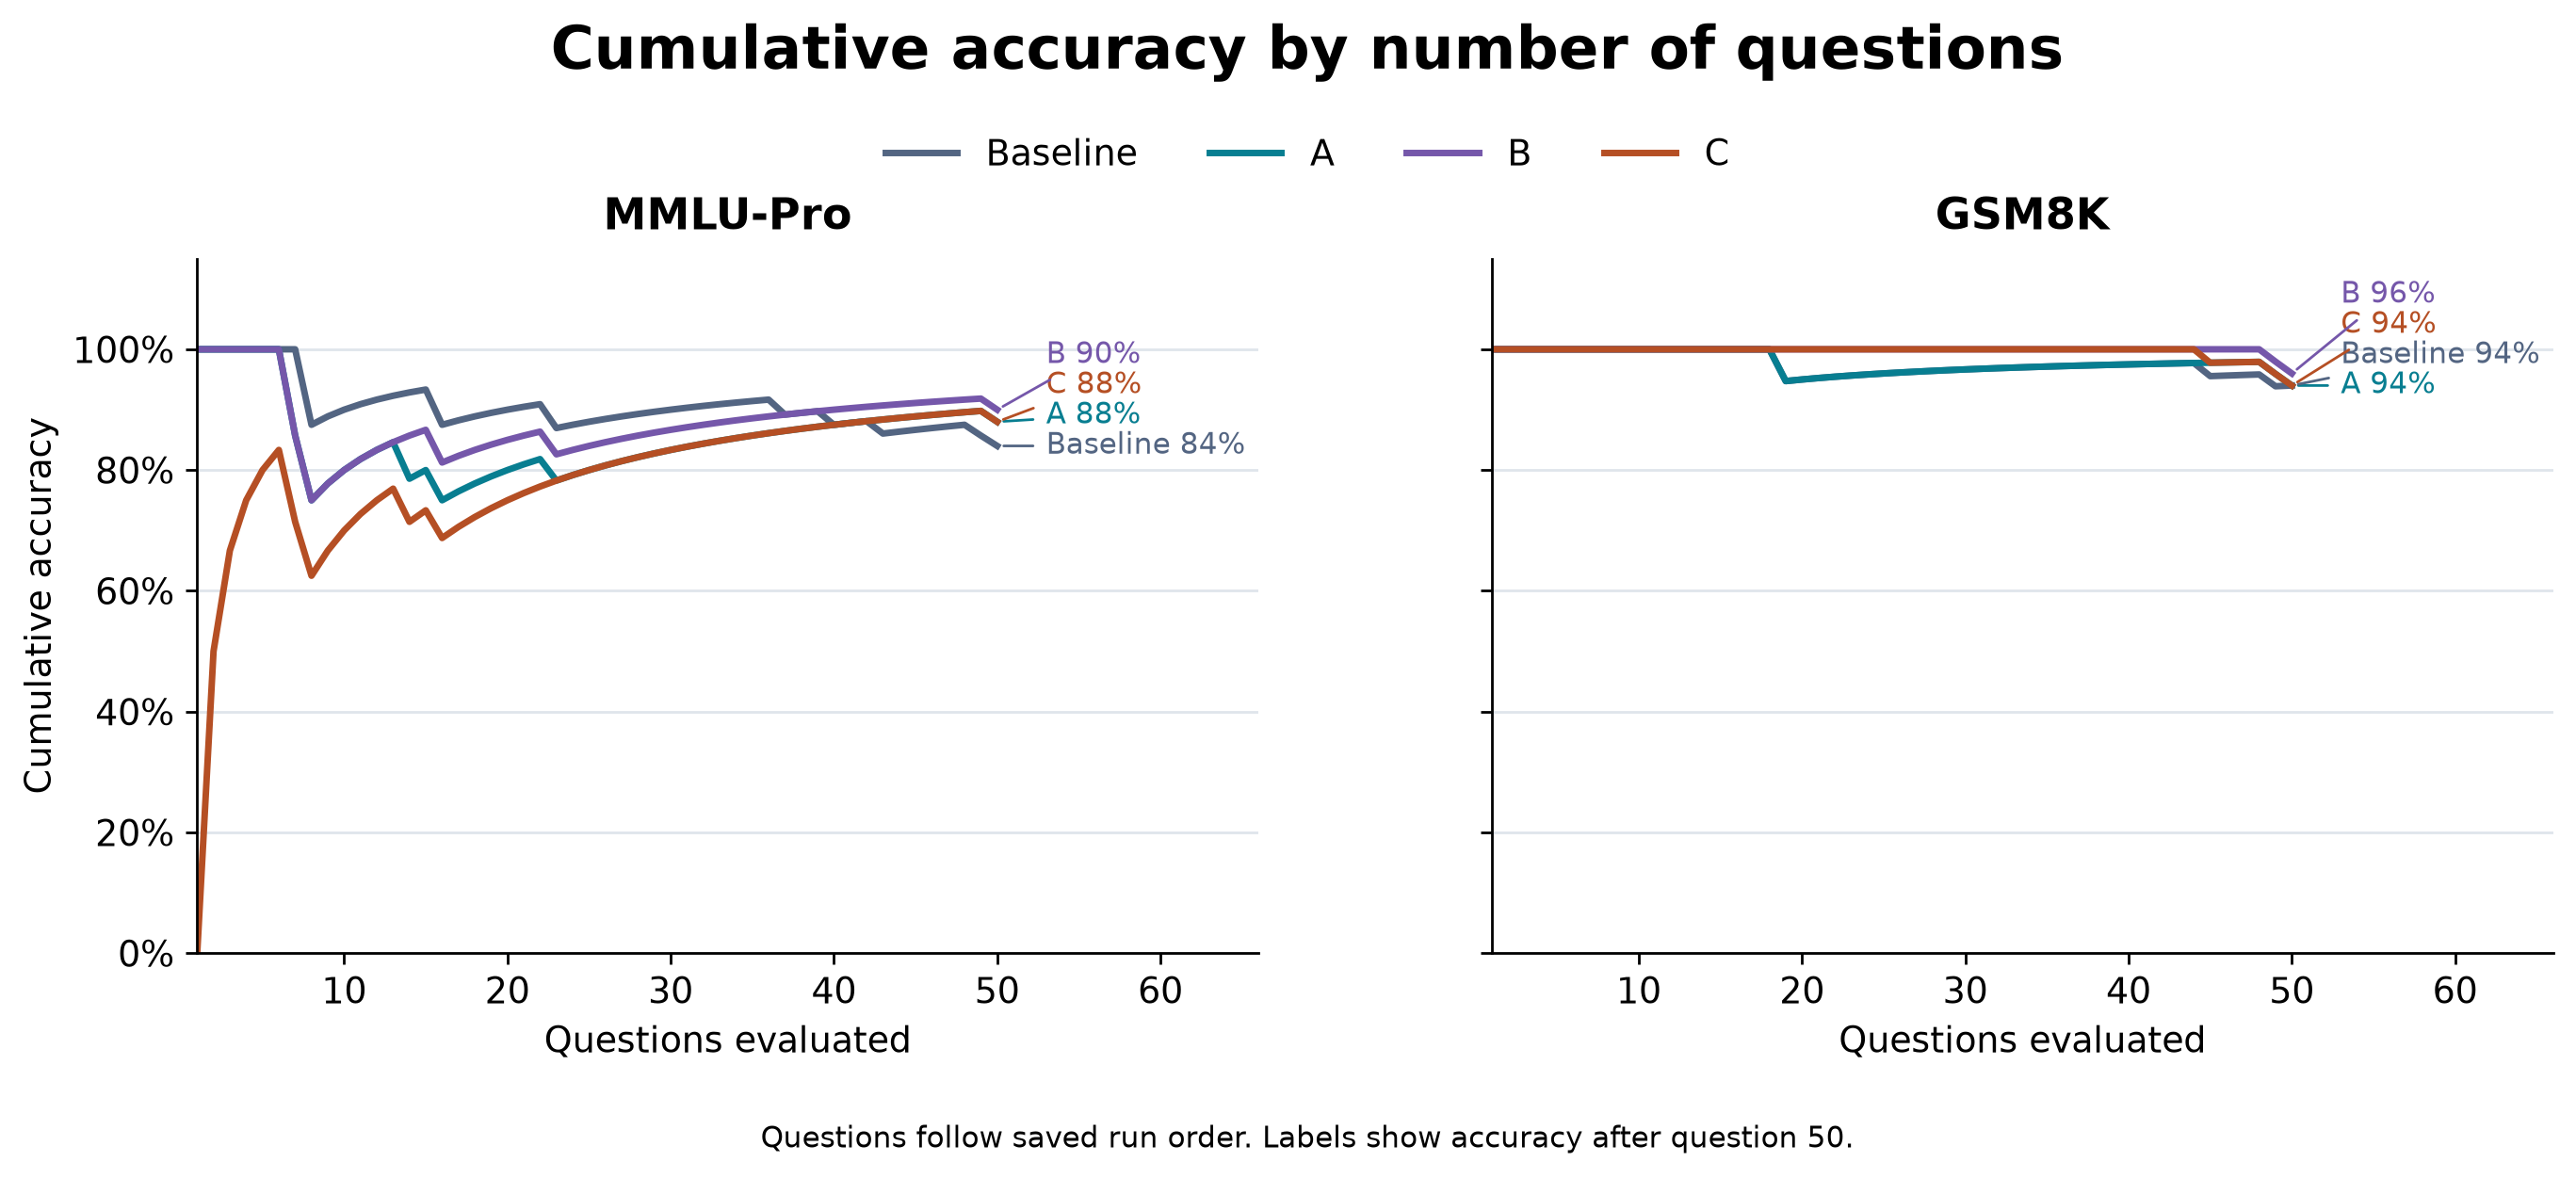 Cumulative accuracy by number of questions
Baseline A B C
MMLU-Pro
Cumulative accuracy
100%
80%
60%
40%
20%
0%
B 90%
C 88%
A 88%
Baseline 84%
10 20 30 40 50 60
Questions evaluated
GSM8K
B 96%
C 94%
Baseline 94%
A 94%
10 20 30 40 50 60
Questions evaluated
Questions follow saved run order. Labels show accuracy after question 50.